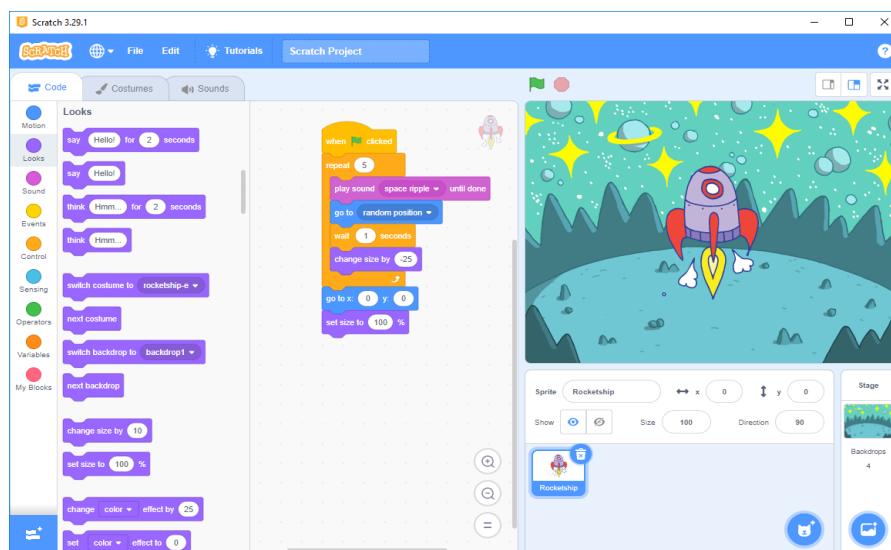 Scratch 3.29.1
SCRATCH File Edit Tutorials Scratch Project ?
Code Costumes Sounds
Motion
Looks
Sound
Events
Control
Sensing
Operators
Variables
My Blocks
Looks
say Hello! for 2 seconds
say Hello!
think Hmm... for 2 seconds
think Hmm...
switch costume to rocketship-e
next costume
switch backdrop to backdrop1
next backdrop
change size by 10
set size to 100 %
change color effect by 25
set color effect to 0
when clicked
repeat 5
play sound space ripple until done
go to random position
wait 1 seconds
change size by -25
go to x: 0 y: 0
set size to 100 %
Sprite Rocketship x 0 y 0
Show Size 100 Direction 90
Rocketship
Stage
Backdrops
4